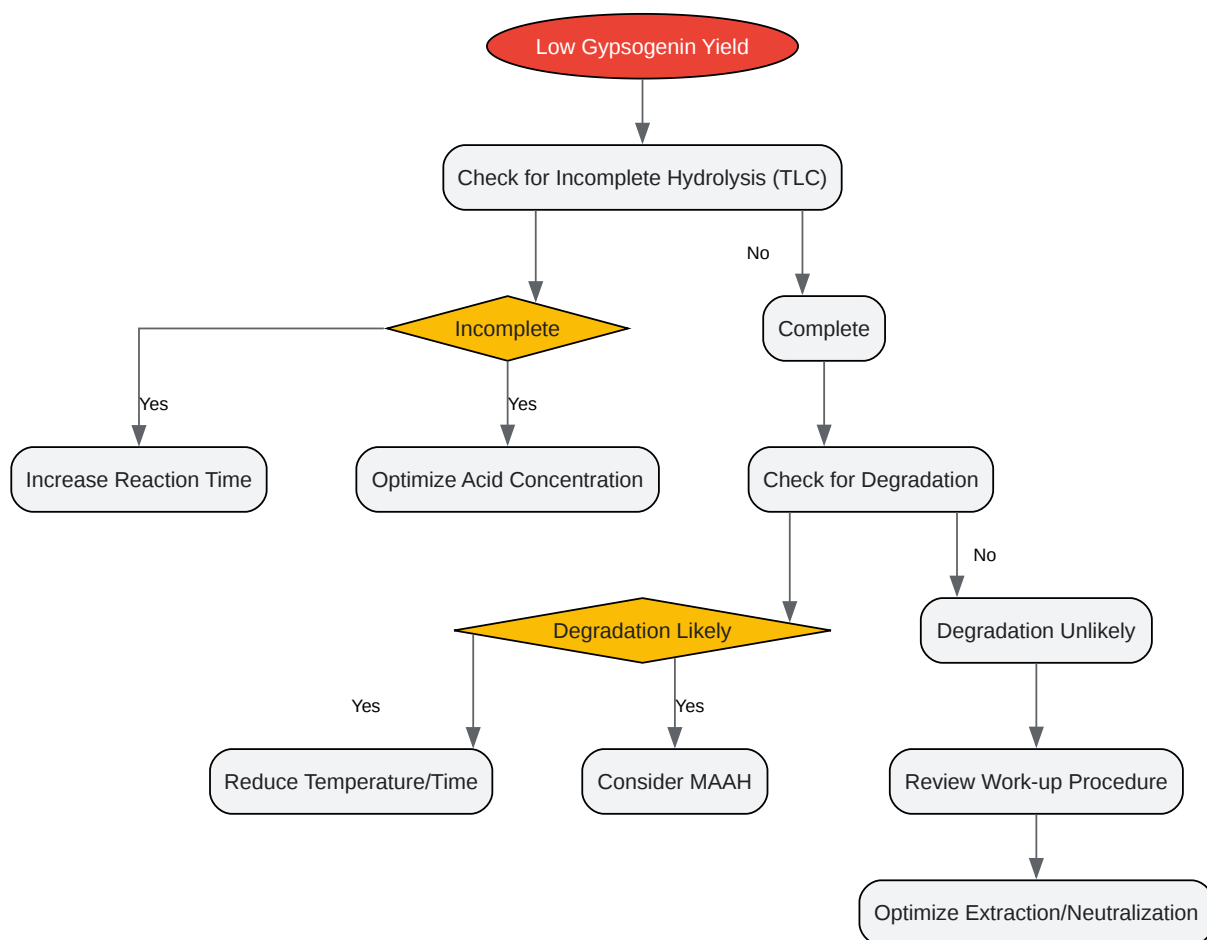 Low Gypsogenin Yield
Check for Incomplete Hydrolysis (TLC)
No
Incomplete
Complete
Yes
Yes
Increase Reaction Time
Optimize Acid Concentration
Check for Degradation
No
Degradation Likely
Degradation Unlikely
Yes
Yes
Reduce Temperature/Time
Consider MAAH
Review Work-up Procedure
Optimize Extraction/Neutralization